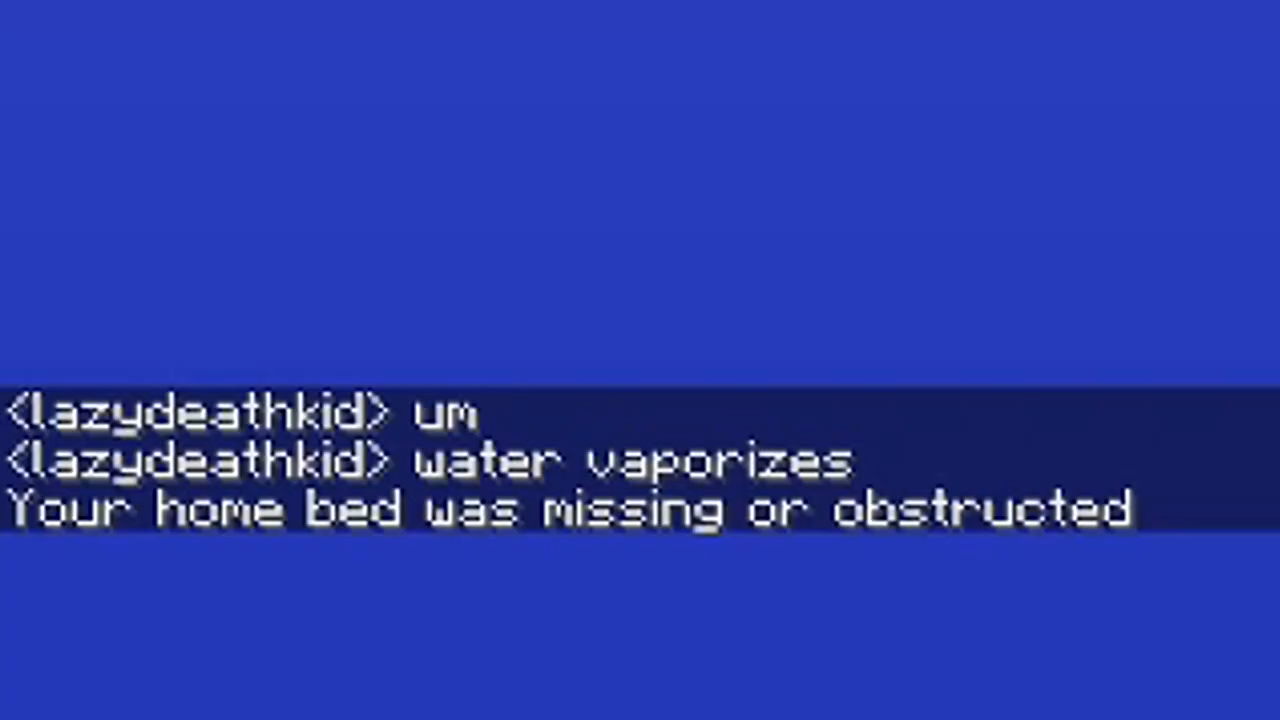 <lazydeathkid> um
<lazydeathkid> water vaporizes
Your home bed was missing or obstructed